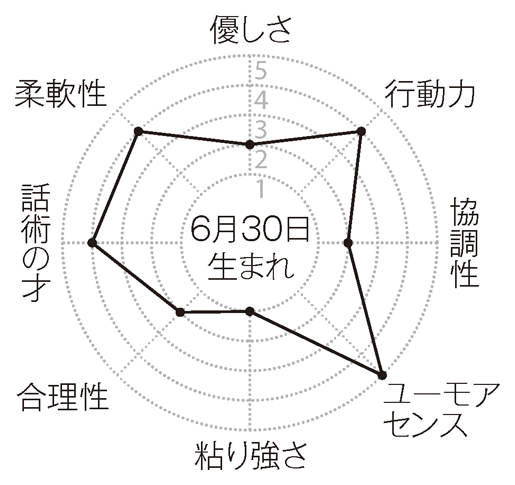 優しさ
行動力
協調性
ユーモア
センス
粘り強さ
合理性
話術の才
柔軟性
5
4
3
2
1
6月30日
生まれ